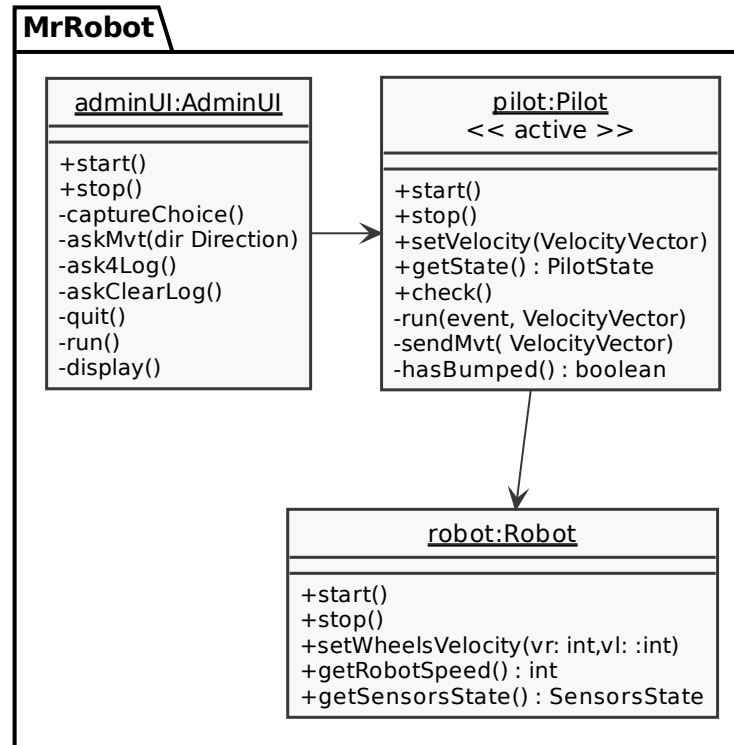 MrRobot
adminUI:AdminUI
+start()
+stop()
-captureChoice()
-askMvt(dir Direction)
-ask4Log()
-askClearLog()
-quit()
-run()
-display()
pilot:Pilot
<< active >>
+start()
+stop()
+setVelocity(VelocityVector)
+getState() : PilotState
+check()
-run(event, VelocityVector)
-sendMvt( VelocityVector)
-hasBumped() : boolean
robot:Robot
+start()
+stop()
+setWheelsVelocity(vr: int,vl: :int)
+getRobotSpeed() : int
+getSensorsState() : SensorsState